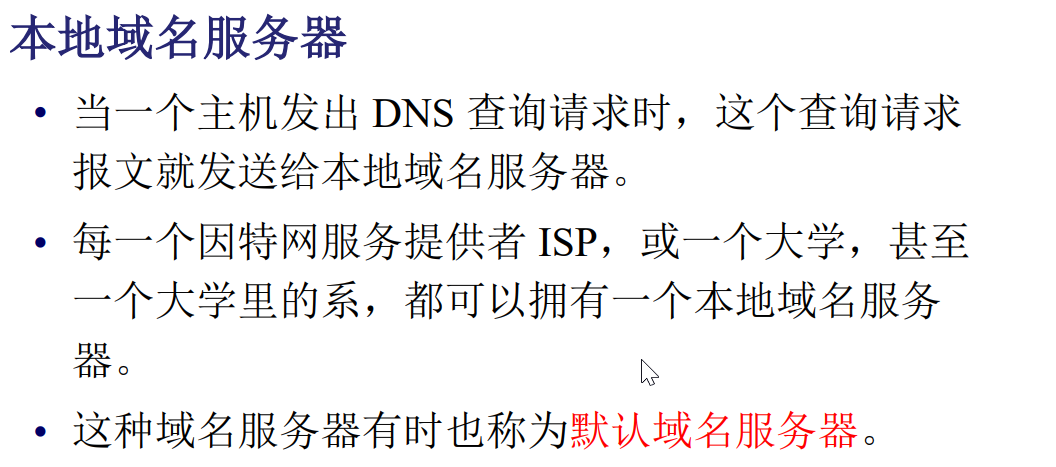 本地域名服务器
• 当一个主机发出 DNS 查询请求时，这个查询请求
报文就发送给本地域名服务器。
• 每一个因特网服务提供者 ISP，或一个大学，甚至
一个大学里的系，都可以拥有一个本地域名服务
器。
• 这种域名服务器有时也称为默认域名服务器。